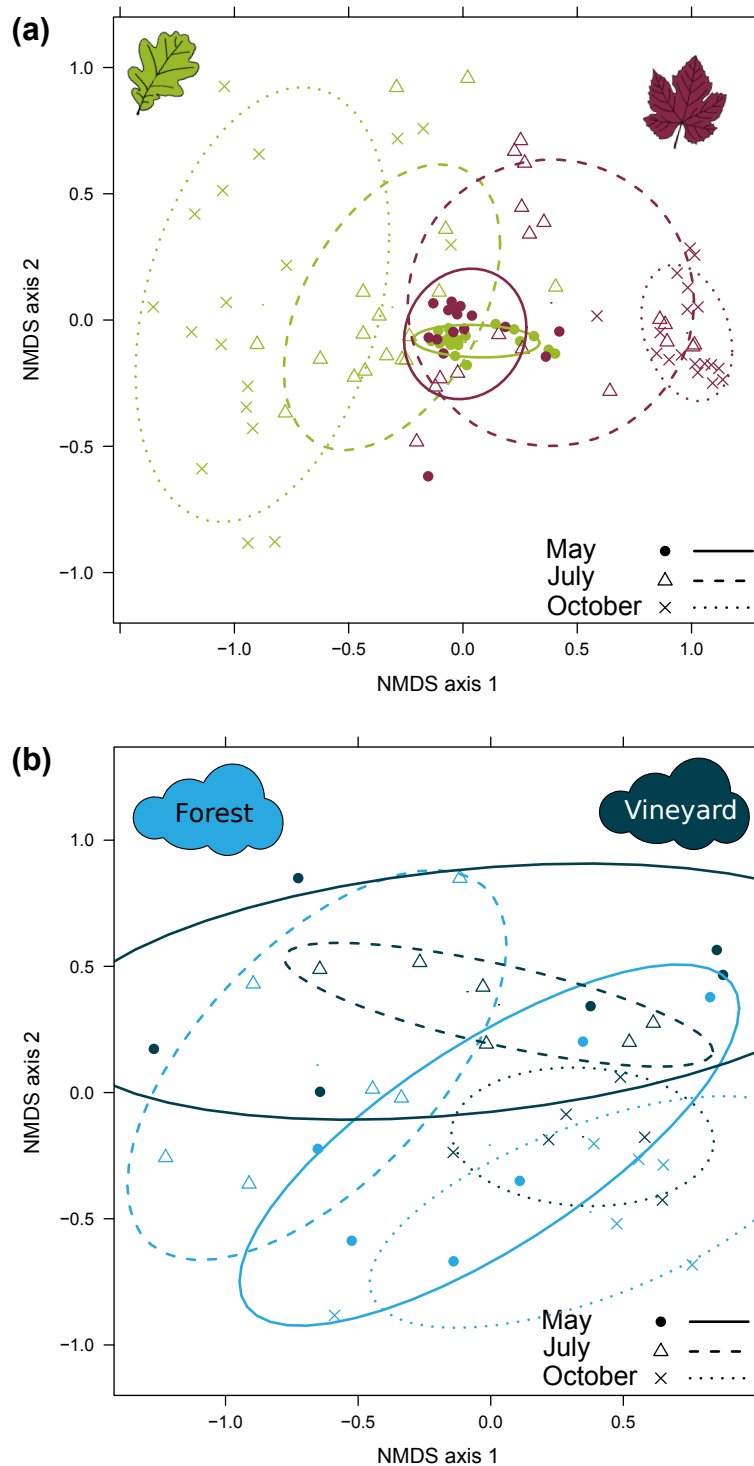 (a)
1.0
0.5
0.0
−0.5
−1.0
NMDS axis 2
May
July
October
−1.0 −0.5 0.0 0.5 1.0
NMDS axis 1
(b)
Forest Vineyard
1.0
0.5
0.0
−0.5
−1.0
NMDS axis 2
May
July
October
−1.0 −0.5 0.0 0.5
NMDS axis 1